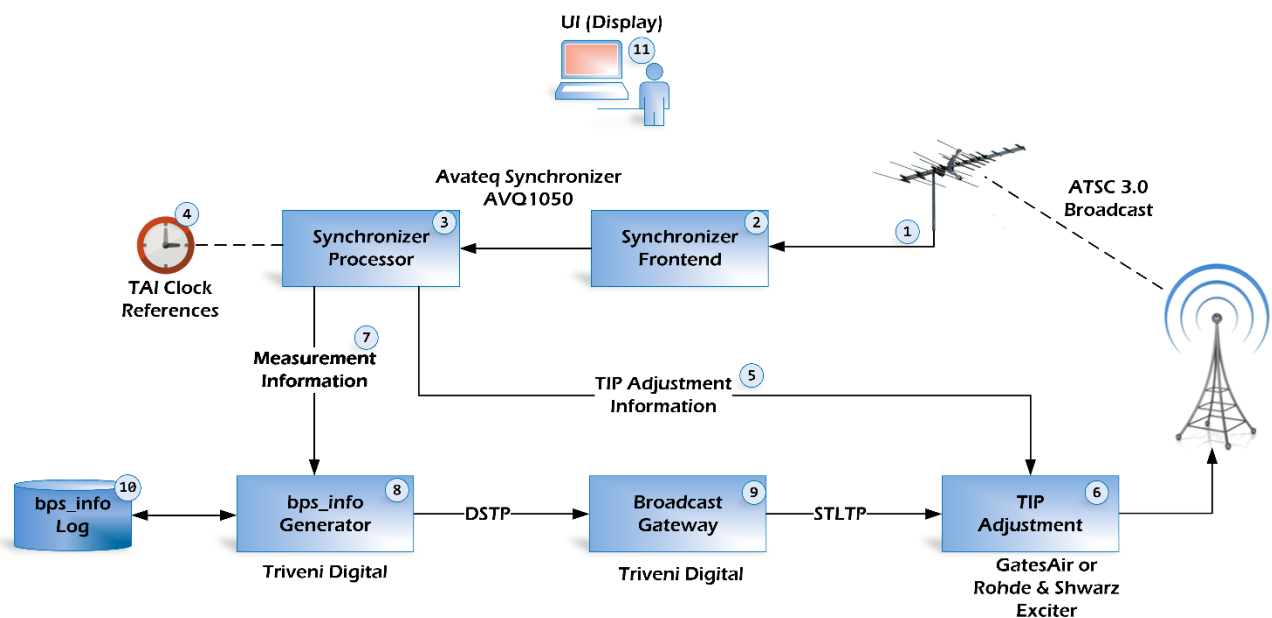 UI (Display)
11
Avateq Synchronizer
AVQ1050
ATSC 3.0
Broadcast
4
TAI Clock
References
3
Synchronizer
Processor
2
Synchronizer
Frontend
1
7
Measurement
Information
5
TIP Adjustment
Information
10
bps_info
Log
8
bps_info
Generator
Triveni Digital
DSTP
9
Broadcast
Gateway
Triveni Digital
STLTP
6
TIP
Adjustment
GatesAir or
Rohde & Shwarz
Exciter